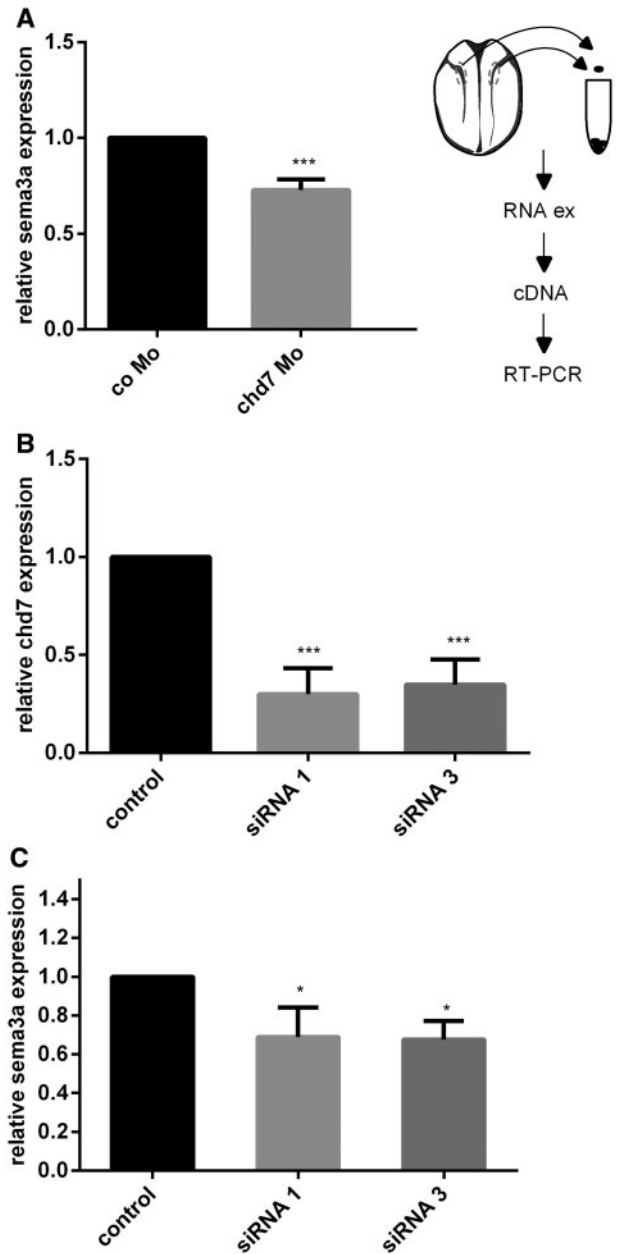 A
relative sema3a expression
1.5
1.0
0.5
0.0
***
co Mo
chd7 Mo
RNA ex
cDNA
RT-PCR
B
relative chd7 expression
1.5
1.0
0.5
0.0
***
***
control
siRNA 1
siRNA 3
C
relative sema3a expression
1.4
1.2
1.0
0.8
0.6
0.4
0.2
0.0
*
*
control
siRNA 1
siRNA 3